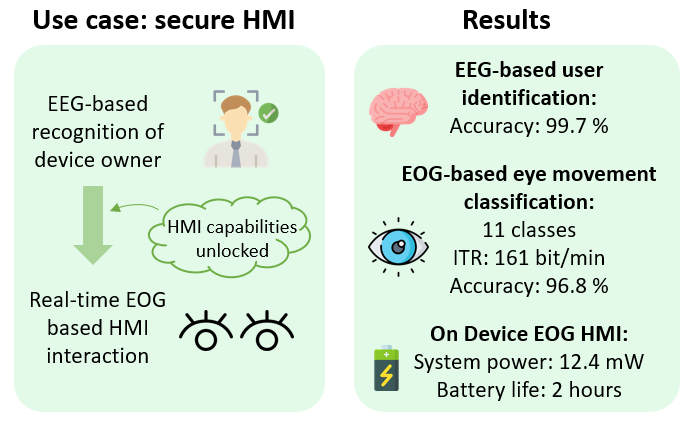 Use case: secure HMI
EEG-based
recognition of
device owner
HMI capabilities
unlocked
Real-time EOG
based HMI
interaction
Results
EEG-based user
identification:
Accuracy: 99.7 %
EOG-based eye movement
classification:
11 classes
ITR: 161 bit/min
Accuracy: 96.8 %
On Device EOG HMI:
System power: 12.4 mW
Battery life: 2 hours